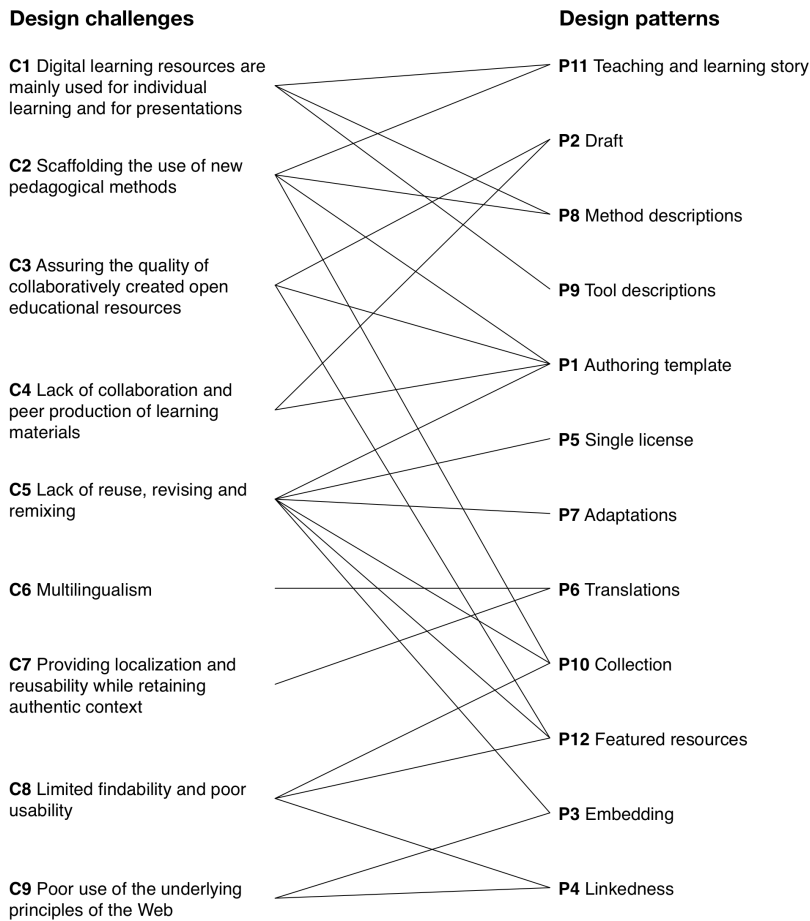 Design challenges
C1 Digital learning resources are
mainly used for individual
learning and for presentations
C2 Scaffolding the use of new
pedagogical methods
C3 Assuring the quality of
collaboratively created open
educational resources
C4 Lack of collaboration and
peer production of learning
materials
C5 Lack of reuse, revising and
remixing
C6 Multilingualism
C7 Providing localization and
reusability while retaining
authentic context
C8 Limited findability and poor
usability
C9 Poor use of the underlying
principles of the Web
Design patterns
P11 Teaching and learning story
P2 Draft
P8 Method descriptions
P9 Tool descriptions
P1 Authoring template
P5 Single license
P7 Adaptations
P6 Translations
P10 Collection
P12 Featured resources
P3 Embedding
P4 Linkedness